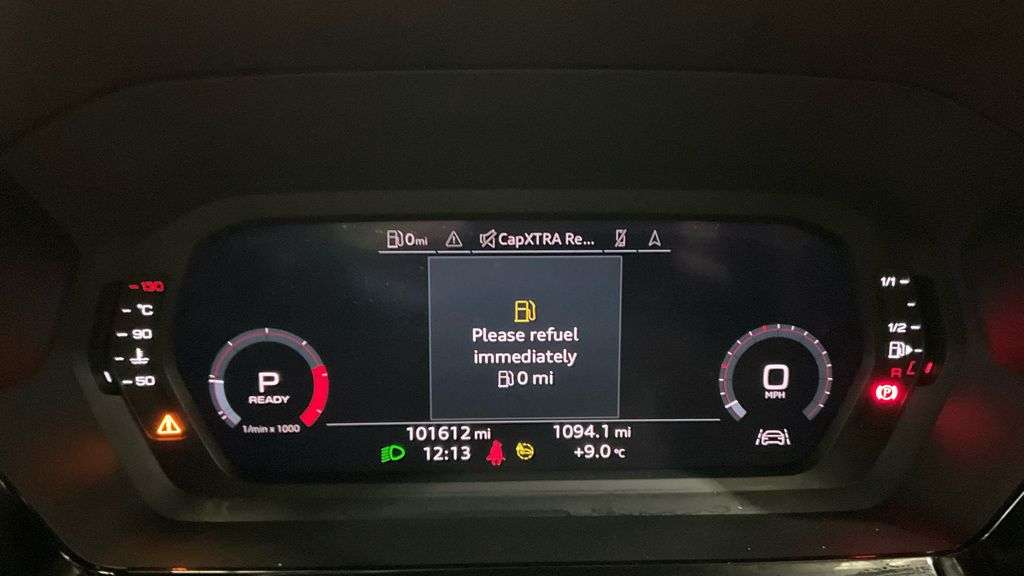 0mi CapXTRA Re...
-130
1/1
°C
90
1/2
Please refuel
immediately
0 mi
50
P
READY
0
MPH
R
(P)
1/min x 1000
101612 mi
1094.1 mi
12:13
+9.0 °C